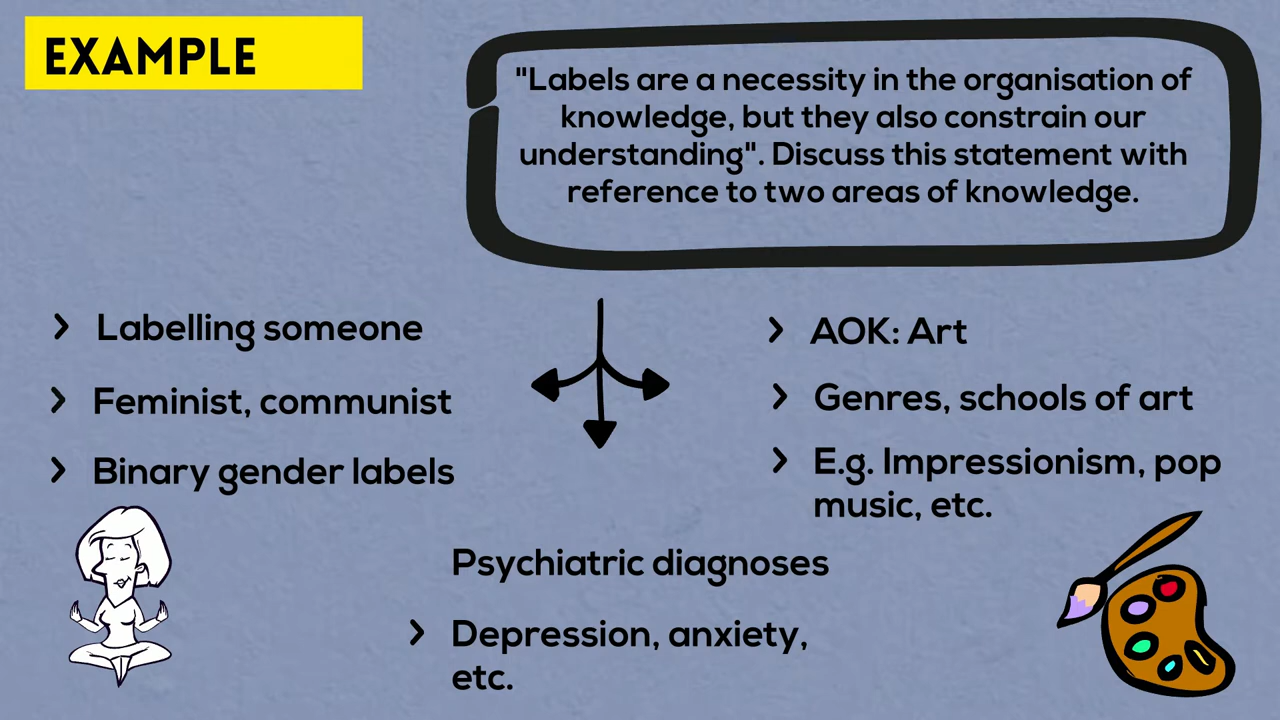 EXAMPLE
"Labels are a necessity in the organisation of
knowledge, but they also constrain our
understanding". Discuss this statement with
reference to two areas of knowledge.
Labelling someone
Feminist, communist
Binary gender labels
AOK: Art
Genres, schools of art
E.g. Impressionism, pop
music, etc.
Psychiatric diagnoses
Depression, anxiety,
etc.